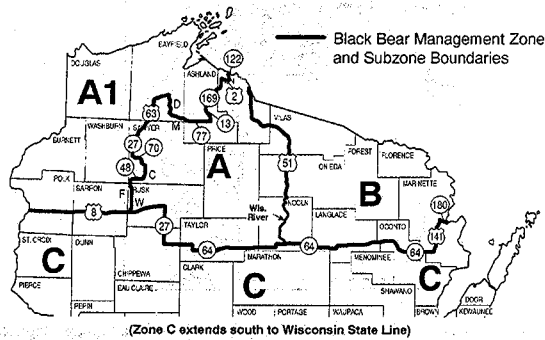 Black Bear Management Zone
and Subzone Boundaries
BAYFIELD
DOUGLAS
122
ASHLAND
A1
2
169
D
63
M
13
VILAS
WASHBURN
SAWYER
77
27
70
BURNETT
PRICE
FOREST
FLORENCE
A
51
ONEIDA
48
C
MARINETTE
POLK
BARRON
F
RUSK
B
W
Wis.
River
LINCOLN
LANGLADE
180
8
27
TAYLOR
OCONTO
141
ST. CROIX
DUNN
64
64
64
C
MARATHON
MENOMINEE
CHIPPEWA
CLARK
C
C
PIERCE
EAU CLAIRE
SHAWANO
DOOR
PEPIN
WOOD
PORTAGE
WAUPACA
BROWN
KEWAUNEE
(Zone C extends south to Wisconsin State Line)